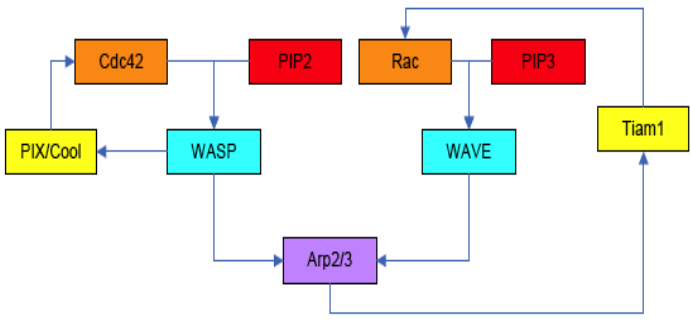 Cdc42
PIP2
Rac
PIP3
Tiam1
PIX/Cool
WASP
WAVE
Arp2/3